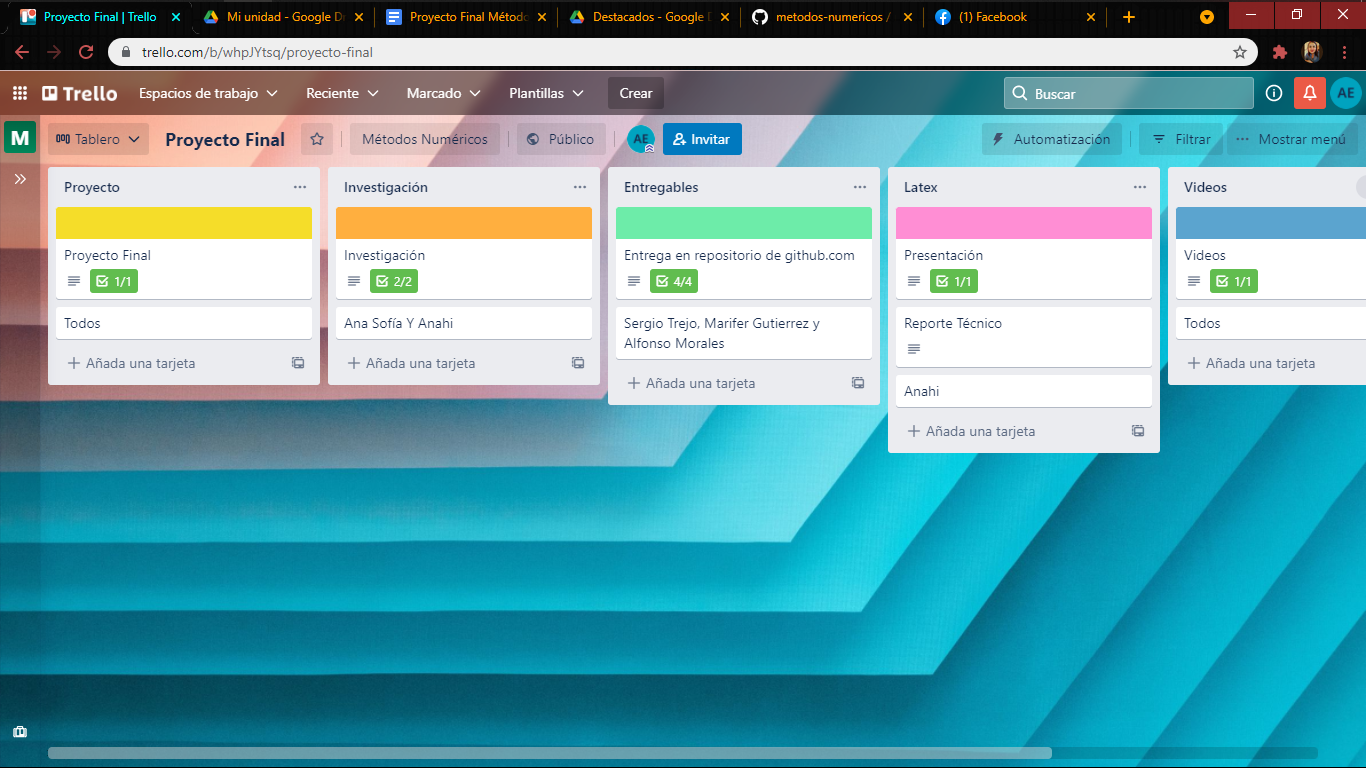 Proyecto Final | Trello
Mi unidad - Google Dr
Proyecto Final Métod
Destacados - Google D
metodos-numericos /
(1) Facebook
trello.com/b/whpJYtsq/proyecto-final
Trello
Espacios de trabajo
Reciente
Marcado
Plantillas
Crear
Buscar
AE
M
Tablero
Proyecto Final
Métodos Numéricos
Público
AE
Invitar
Automatización
Filtrar
Mostrar menú
Proyecto
Proyecto Final
1/1
Todos
Añada una tarjeta
Investigación
Investigación
2/2
Ana Sofía Y Anahi
Añada una tarjeta
Entregables
Entrega en repositorio de github.com
4/4
Sergio Trejo, Marifer Gutierrez y
Alfonso Morales
Añada una tarjeta
Latex
Presentación
1/1
Reporte Técnico
Anahi
Añada una tarjeta
Videos
Videos
1/1
Todos
Añada una tarjeta